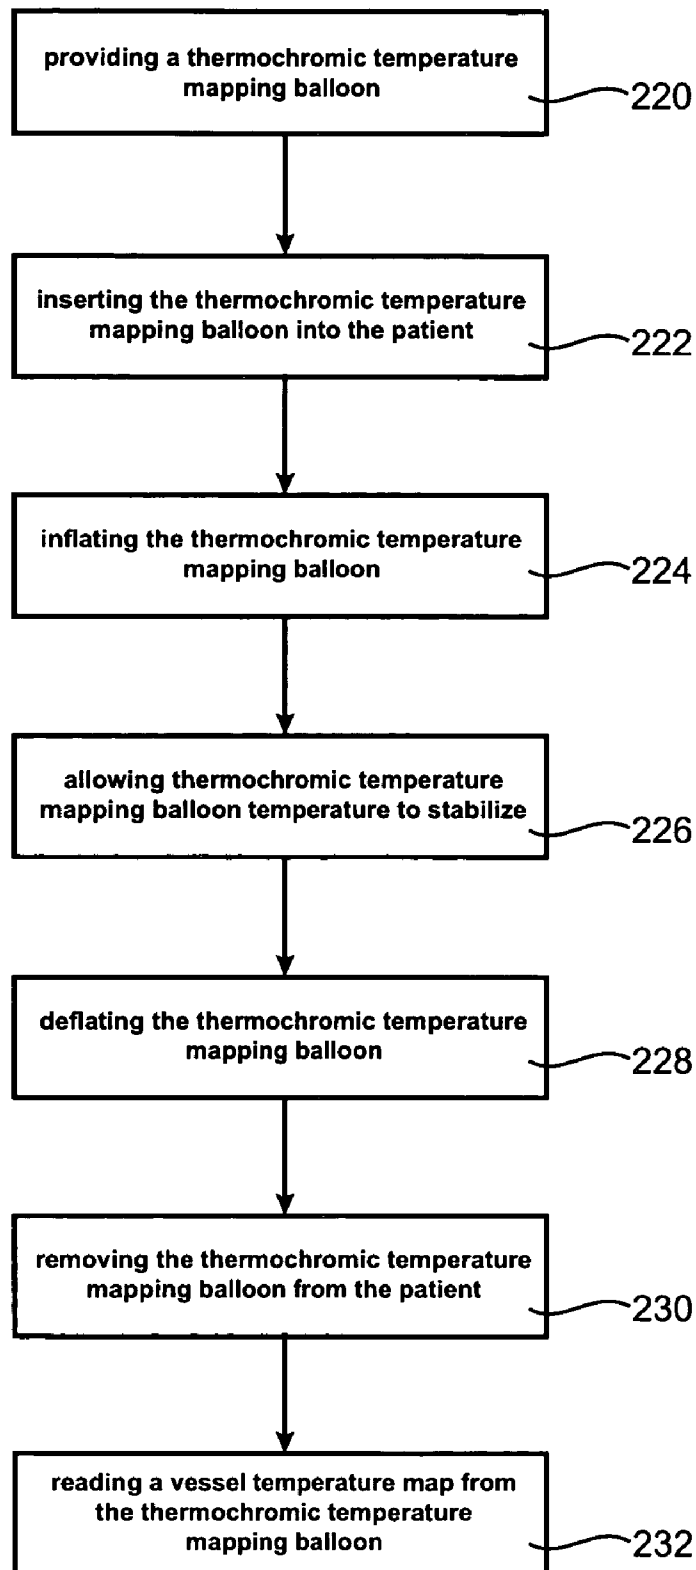 providing a thermochromic temperature
mapping balloon
220
inserting the thermochromic temperature
mapping balloon into the patient
222
inflating the thermochromic temperature
mapping balloon
224
allowing thermochromic temperature
mapping balloon temperature to stabilize
226
deflating the thermochromic temperature
mapping balloon
228
removing the thermochromic temperature
mapping balloon from the patient
230
reading a vessel temperature map from
the thermochromic temperature
mapping balloon
232